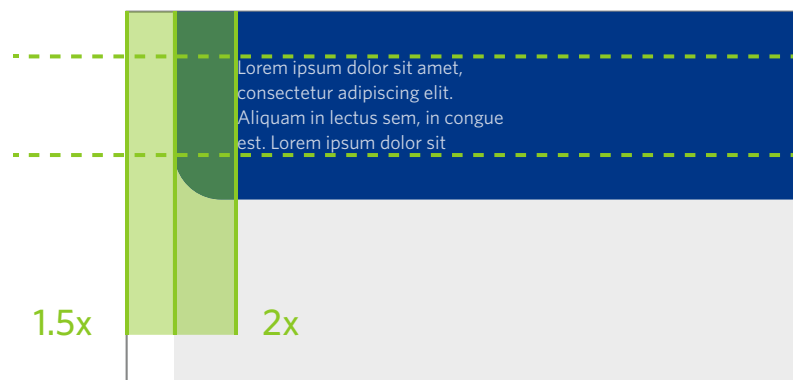 Lorem ipsum dolor sit amet,
consectetur adipiscing elit.
Aliquam in lectus sem, in congue
est. Lorem ipsum dolor sit
1.5x
2x